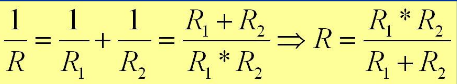 1/R = 1/R₁ + 1/R₂ = (R₁ + R₂)/(R₁ * R₂) ⇒ R = (R₁ * R₂)/(R₁ + R₂)